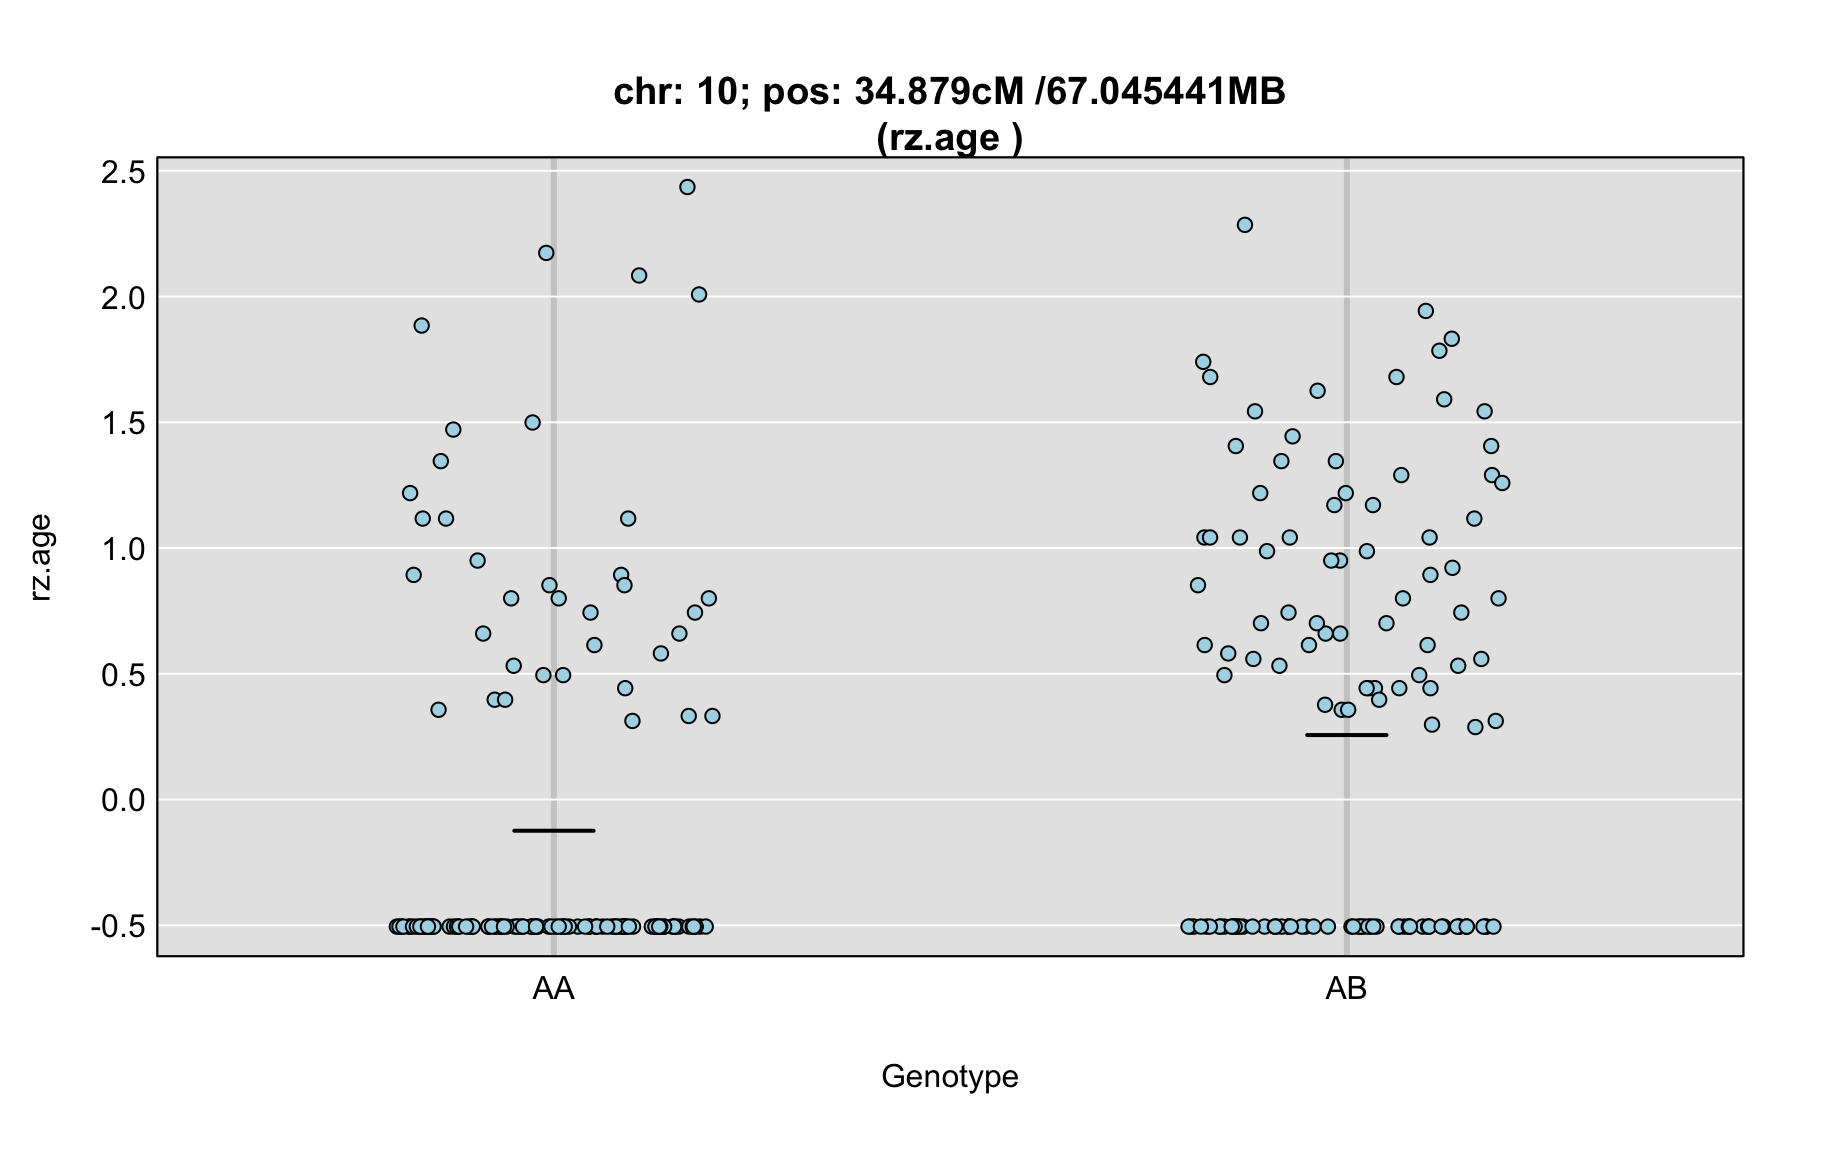 chr: 10; pos: 34.879cM /67.045441MB
(rz.age )
2.5
2.0
1.5
1.0
0.5
0.0
-0.5
rz.age
AA
AB
Genotype